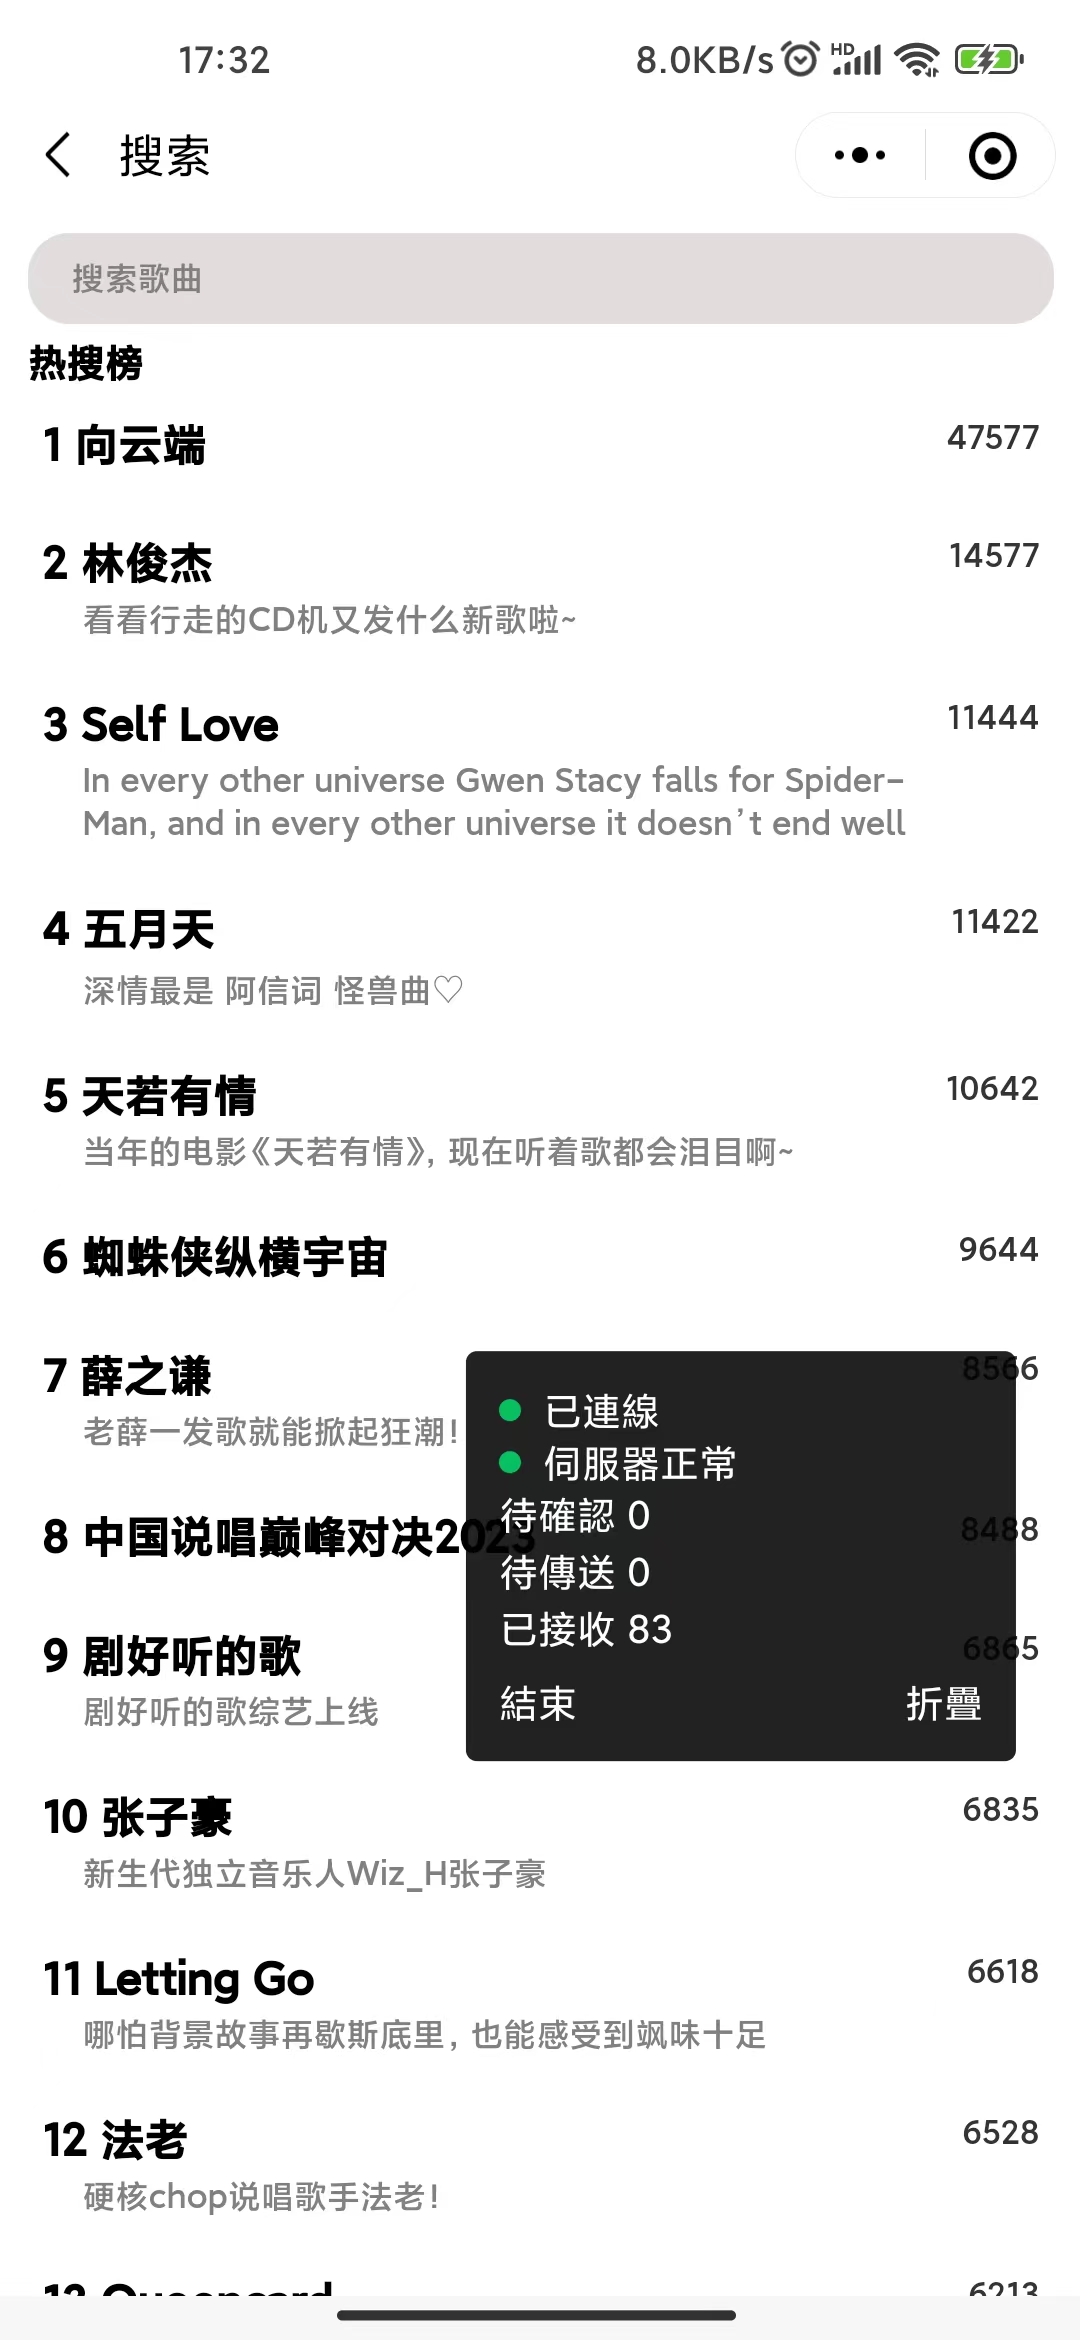 17:32
8.0KB/s
HD
搜索
搜索歌曲
热搜榜
1 向云端 47577
2 林俊杰 14577
看看行走的CD机又发什么新歌啦~
3 Self Love 11444
In every other universe Gwen Stacy falls for Spider-
Man, and in every other universe it doesn't end well
4 五月天 11422
深情最是 阿信词 怪兽曲♡
5 天若有情 10642
当年的电影《天若有情》, 现在听着歌都会泪目啊~
6 蜘蛛侠纵横宇宙 9644
7 薛之谦 8566
老薛一发歌就能掀起狂潮!
8 中国说唱巅峰对决2023 8488
9 剧好听的歌 6865
剧好听的歌综艺上线
已連線
伺服器正常
待確認 0
待傳送 0
已接收 83
結束 折疊
10 张子豪 6835
新生代独立音乐人Wiz_H张子豪
11 Letting Go 6618
哪怕背景故事再歇斯底里, 也能感受到飒味十足
12 法老 6528
硬核chop说唱歌手法老!
13 Queencard 6213